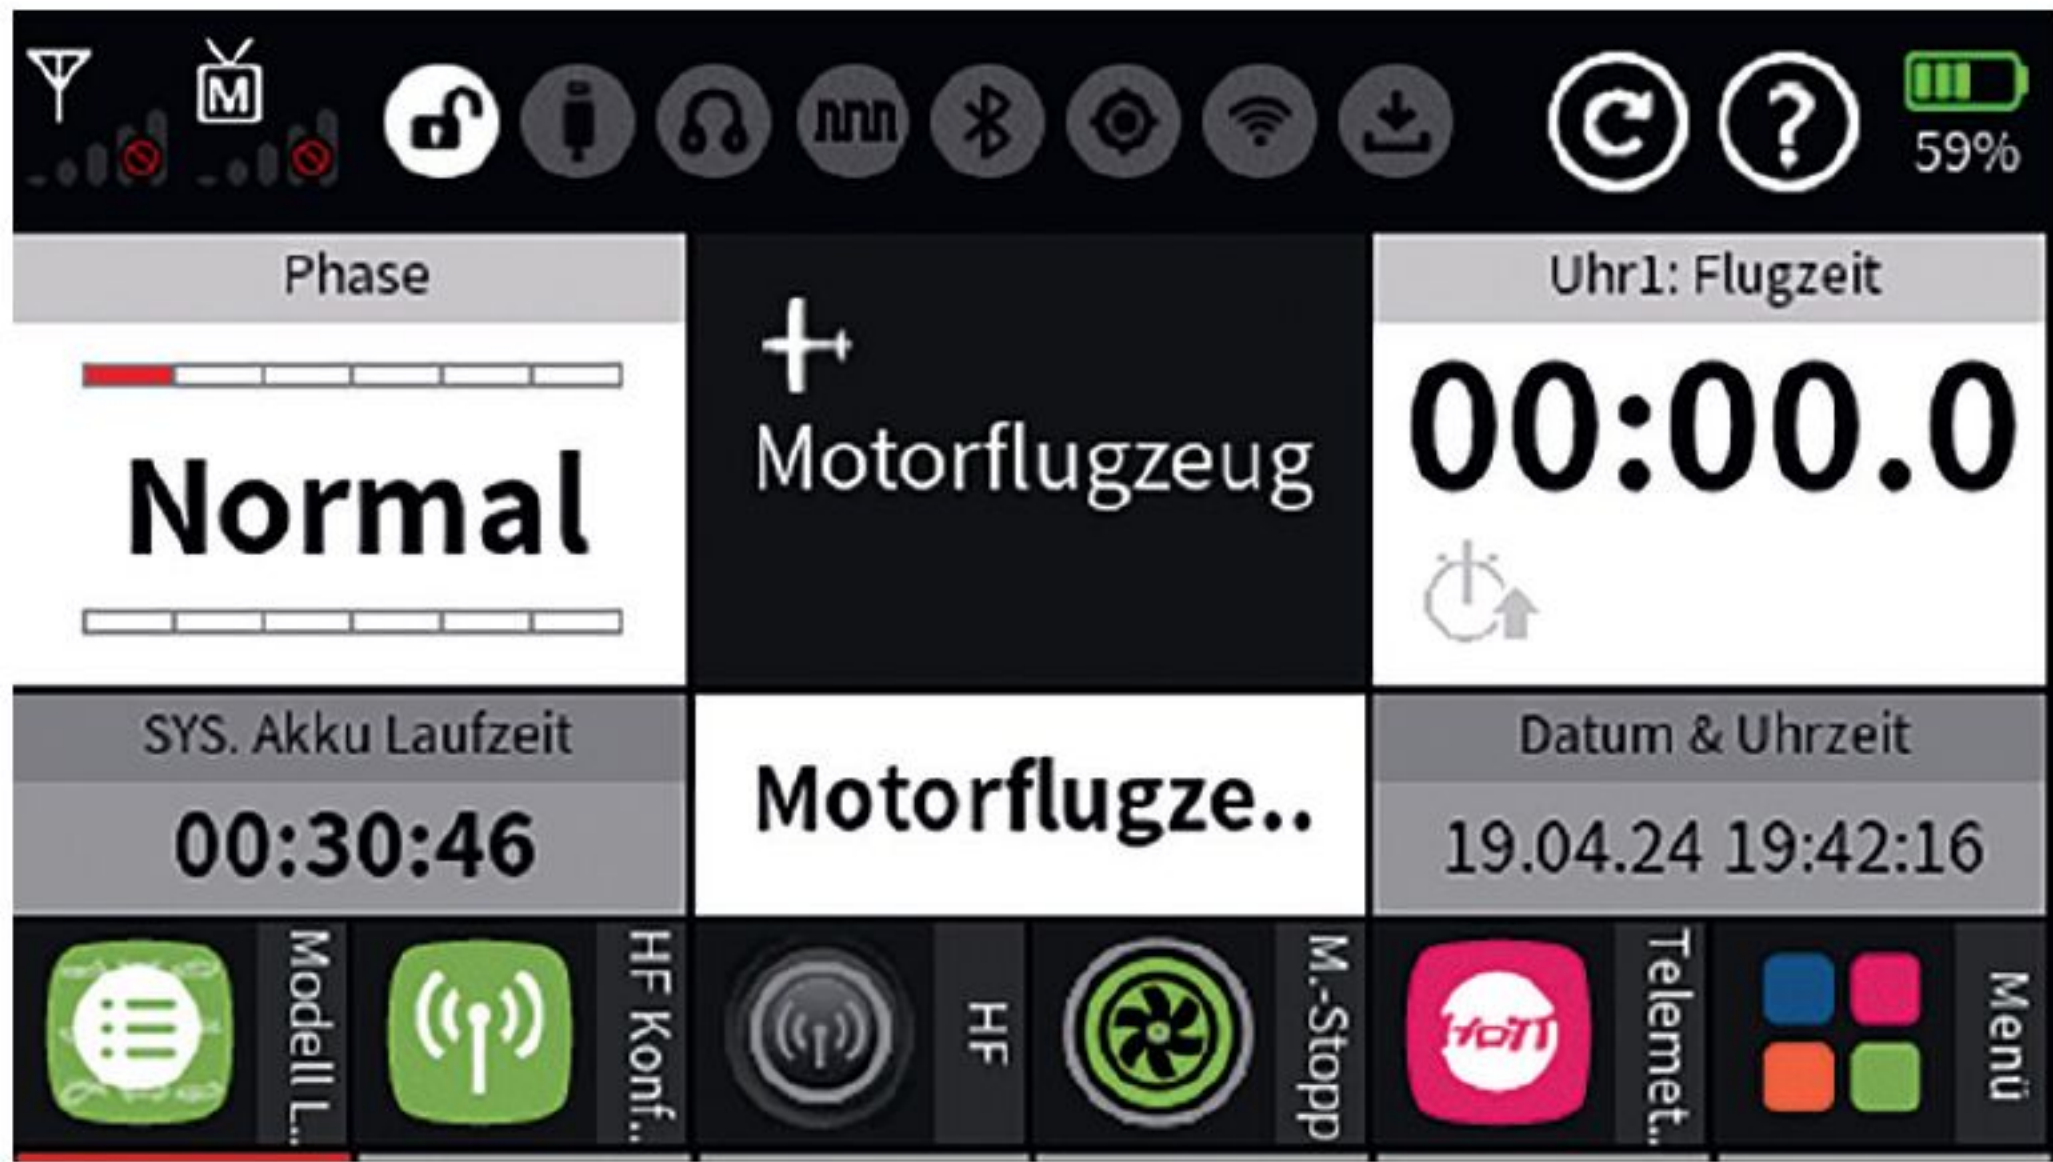 M
59%
Phase
Uhr1: Flugzeit
Normal
Motorflugzeug
00:00.0
SYS. Akku Laufzeit
00:30:46
Motorflugze..
Datum & Uhrzeit
19.04.24 19:42:16
Modell L..
HF Konf..
HF
M.-Stopp
HoTT
Telemet..
Menü